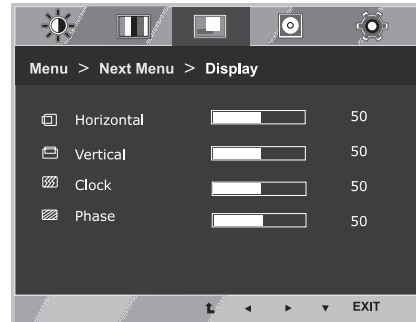 Menu > Next Menu > Display
Horizontal 50
Vertical 50
Clock 50
Phase 50
EXIT